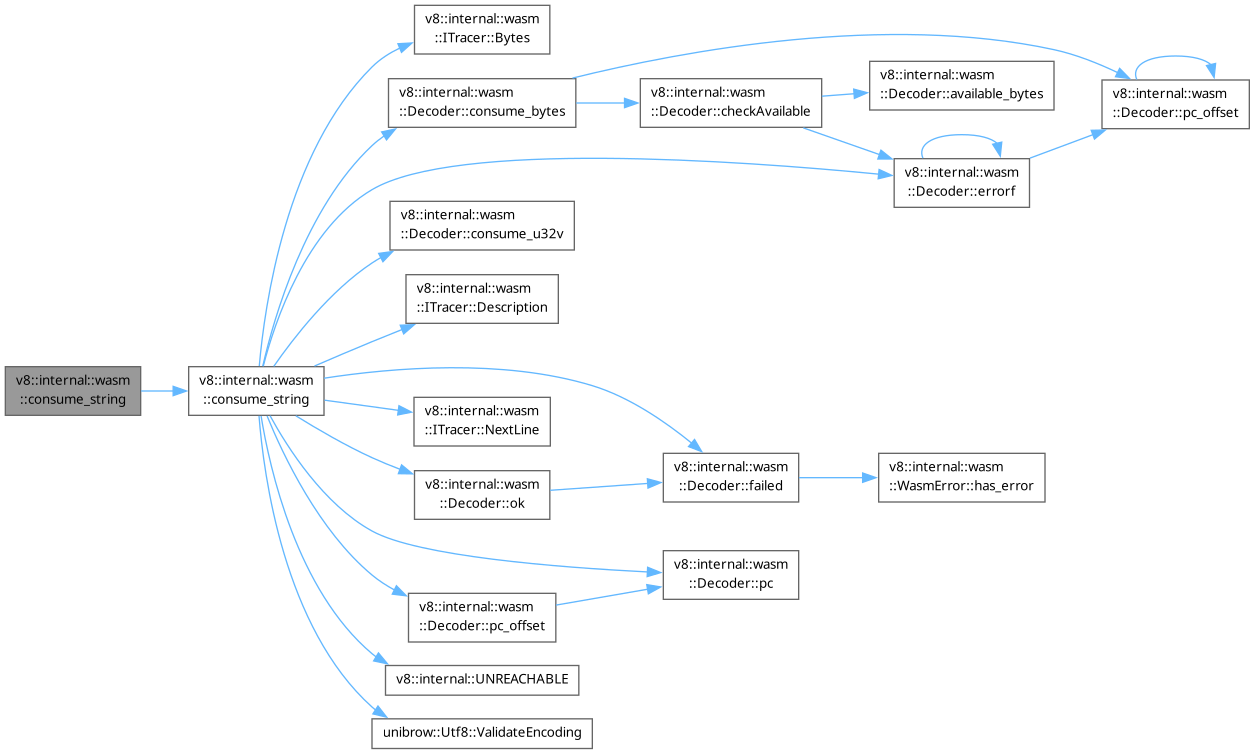 v8::internal::wasm
::ITracer::Bytes
v8::internal::wasm
::Decoder::consume_bytes
v8::internal::wasm
::Decoder::checkAvailable
v8::internal::wasm
::Decoder::available_bytes
v8::internal::wasm
::Decoder::pc_offset
v8::internal::wasm
::Decoder::errorf
v8::internal::wasm
::Decoder::consume_u32v
v8::internal::wasm
::ITracer::Description
v8::internal::wasm
::consume_string
v8::internal::wasm
::consume_string
v8::internal::wasm
::ITracer::NextLine
v8::internal::wasm
::Decoder::ok
v8::internal::wasm
::Decoder::failed
v8::internal::wasm
::WasmError::has_error
v8::internal::wasm
::Decoder::pc
v8::internal::wasm
::Decoder::pc_offset
v8::internal::UNREACHABLE
unibrow::Utf8::ValidateEncoding